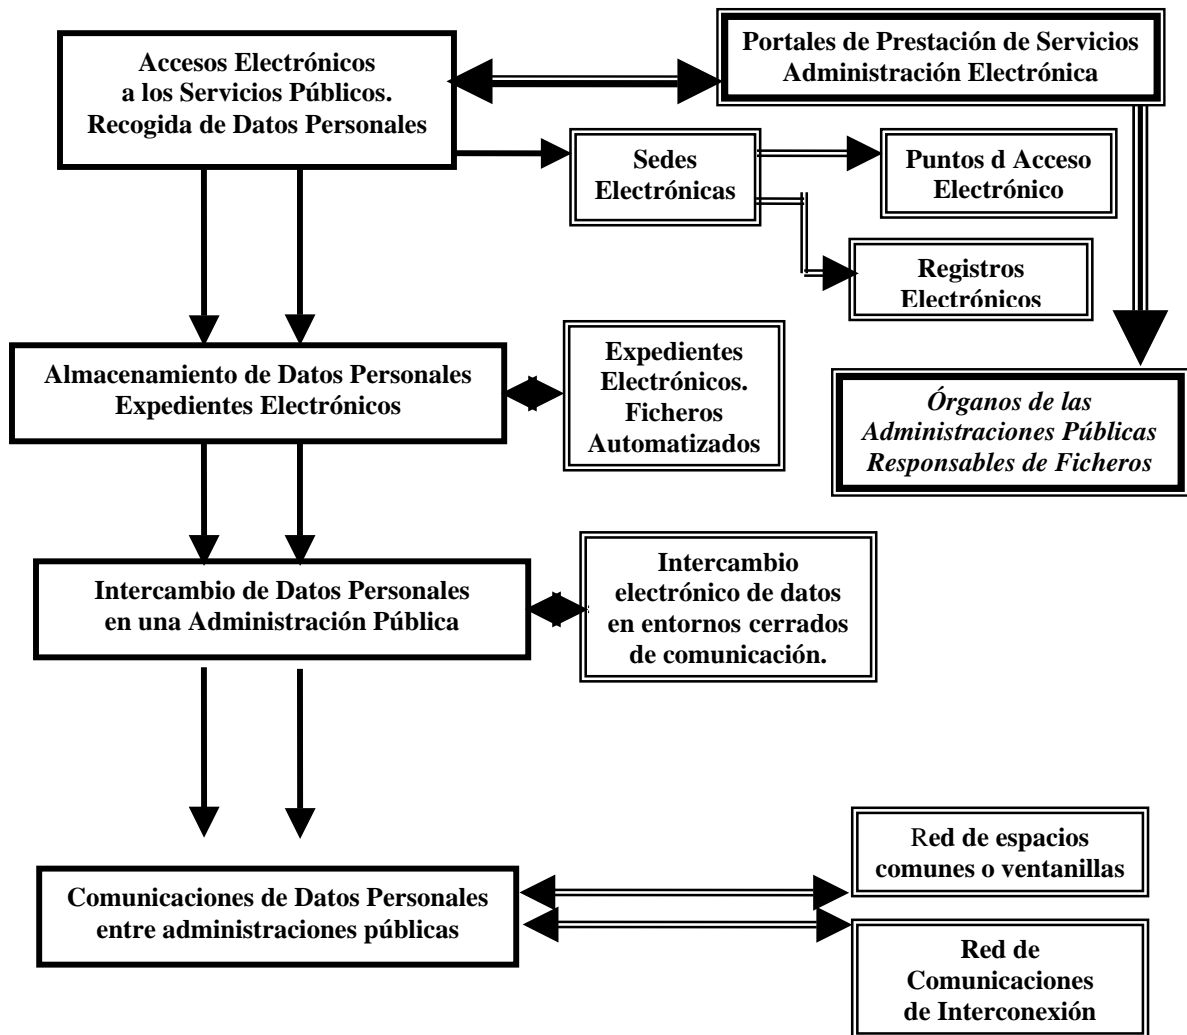 Accesos Electrónicos
a los Servicios Públicos.
Recogida de Datos Personales
Portales de Prestación de Servicios
Administración Electrónica
Sedes
Electrónicas
Puntos d Acceso
Electrónico
Registros
Electrónicos
Almacenamiento de Datos Personales
Expedientes Electrónicos
Expedientes
Electrónicos.
Ficheros
Automatizados
Órganos de las
Administraciones Públicas
Responsables de Ficheros
Intercambio de Datos Personales
en una Administración Pública
Intercambio
electrónico de datos
en entornos cerrados
de comunicación.
Comunicaciones de Datos Personales
entre administraciones públicas
Red de espacios
comunes o ventanillas
Red de
Comunicaciones
de Interconexión